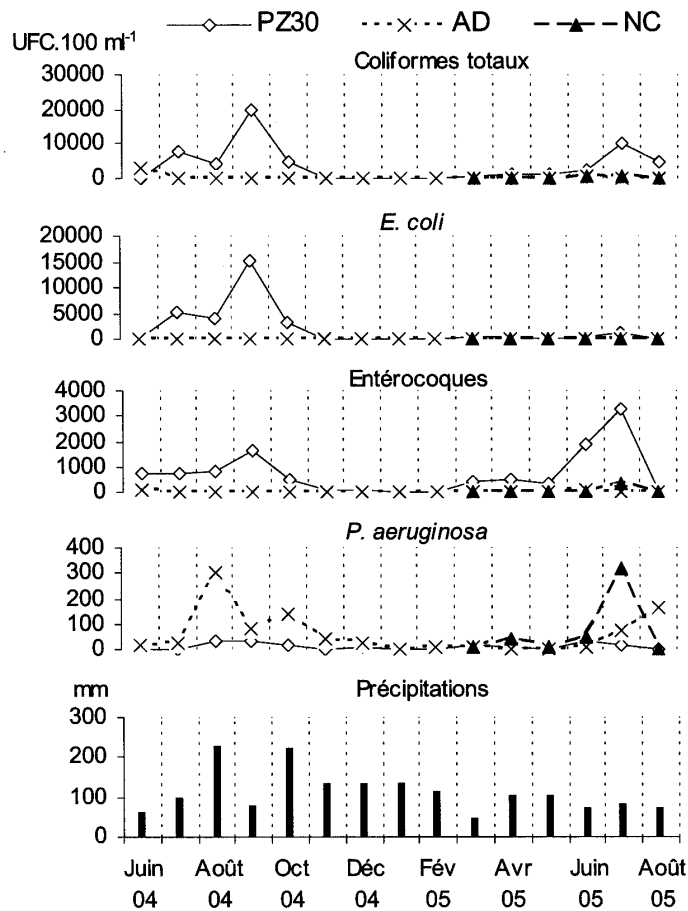 PZ30 AD NC
UFC.100 ml-1
Coliformes totaux
30000
20000
10000
0
E. coli
20000
15000
10000
5000
0
Entérocoques
4000
3000
2000
1000
0
P. aeruginosa
400
300
200
100
0
mm
Précipitations
300
200
100
0
Juin Août Oct Déc Fév Avr Juin Août
04 04 04 04 05 05 05 05